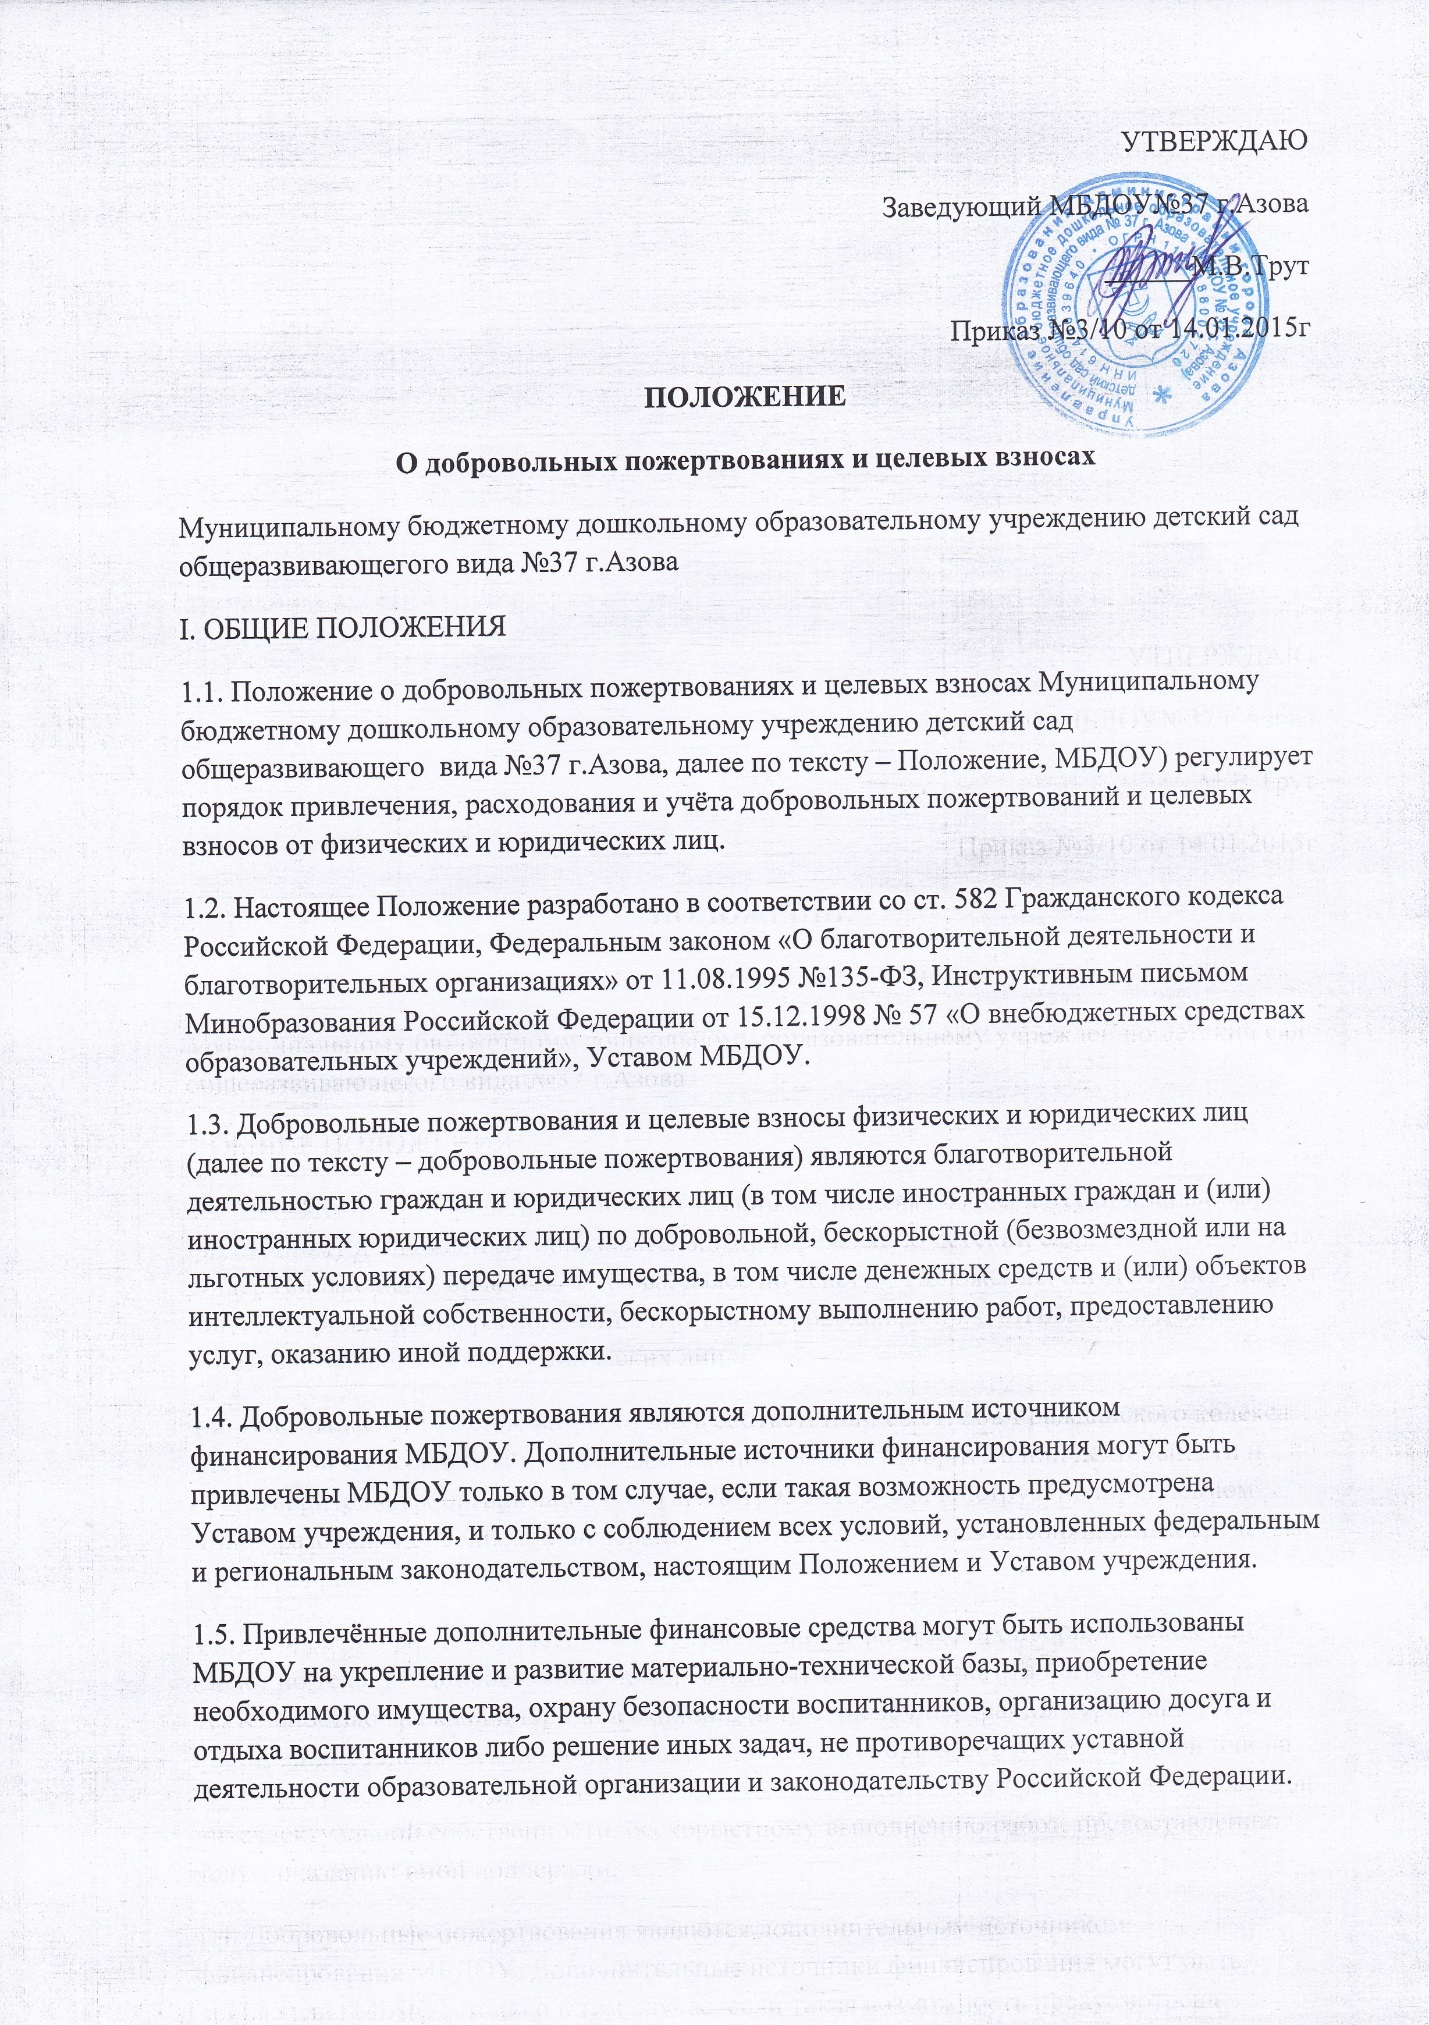 УТВЕРЖДАЮ
Заведующий МБДОУ№37 г.Азова
М.В.Трут
Приказ №3/10 от 14.01.2015г
ПОЛОЖЕНИЕ
О добровольных пожертвованиях и целевых взносах
Муниципальному бюджетному дошкольному образовательному учреждению детский сад
общеразвивающегого вида №37 г.Азова
I. ОБЩИЕ ПОЛОЖЕНИЯ
1.1. Положение о добровольных пожертвованиях и целевых взносах Муниципальному
бюджетному дошкольному образовательному учреждению детский сад
общеразвивающего  вида №37 г.Азова, далее по тексту – Положение, МБДОУ) регулирует
порядок привлечения, расходования и учёта добровольных пожертвований и целевых
взносов от физических и юридических лиц.
1.2. Настоящее Положение разработано в соответствии со ст. 582 Гражданского кодекса
Российской Федерации, Федеральным законом «О благотворительной деятельности и
благотворительных организациях» от 11.08.1995 №135-ФЗ, Инструктивным письмом
Минобразования Российской Федерации от 15.12.1998 № 57 «О внебюджетных средствах
образовательных учреждений», Уставом МБДОУ.
1.3. Добровольные пожертвования и целевые взносы физических и юридических лиц
(далее по тексту – добровольные пожертвования) являются благотворительной
деятельностью граждан и юридических лиц (в том числе иностранных граждан и (или)
иностранных юридических лиц) по добровольной, бескорыстной (безвозмездной или на
льготных условиях) передаче имущества, в том числе денежных средств и (или) объектов
интеллектуальной собственности, бескорыстному выполнению работ, предоставлению
услуг, оказанию иной поддержки.
1.4. Добровольные пожертвования являются дополнительным источником
финансирования МБДОУ. Дополнительные источники финансирования могут быть
привлечены МБДОУ только в том случае, если такая возможность предусмотрена
Уставом учреждения, и только с соблюдением всех условий, установленных федеральным
и региональным законодательством, настоящим Положением и Уставом учреждения.
1.5. Привлечённые дополнительные финансовые средства могут быть использованы
МБДОУ на укрепление и развитие материально-технической базы, приобретение
необходимого имущества, охрану безопасности воспитанников, организацию досуга и
отдыха воспитанников либо решение иных задач, не противоречащих уставной
деятельности образовательной организации и законодательству Российской Федерации.